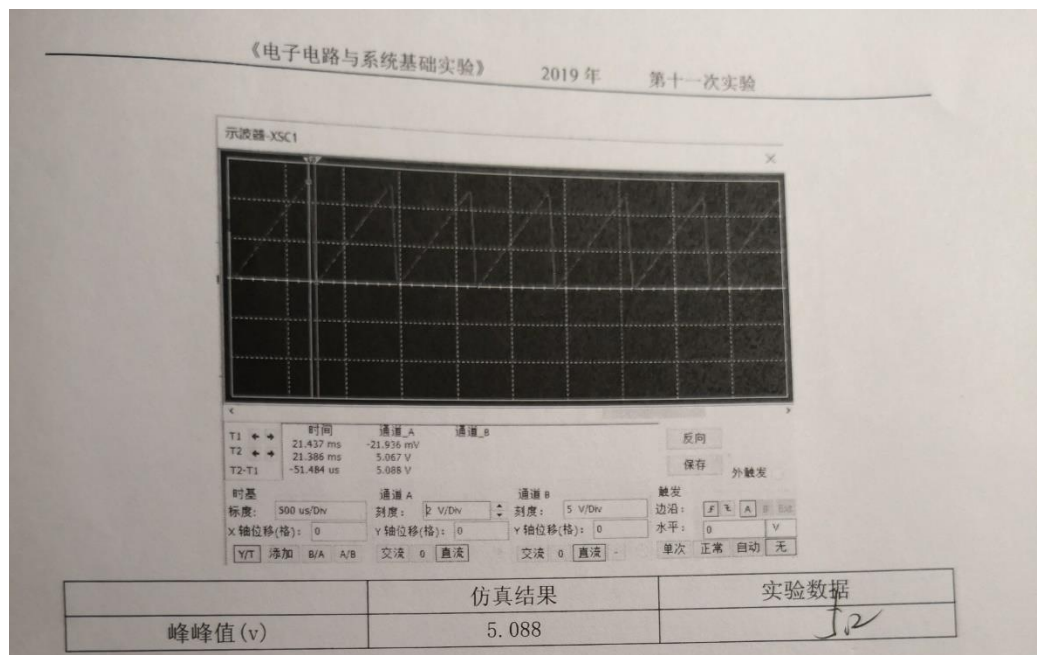 《电子电路与系统基础实验》 2019 年 第十一次实验
示波器-XSC1
时间 通道_A 通道_B
T1 21.437 ms -21.936 mV
T2 21.386 ms 5.067 V
T2-T1 -51.484 us 5.088 V
反向
保存
外触发
时基 通道 A 通道 B 触发
标度: 500 us/Div 刻度: 2 V/Div 刻度: 5 V/Div 边沿: A B Ext
X 轴位移(格): 0 Y 轴位移(格): 0 Y 轴位移(格): 0 水平: 0 V
Y/T 添加 B/A A/B 交流 0 直流 交流 0 直流 - 单次 正常 自动 无
仿真结果 实验数据
峰峰值(v) 5.088